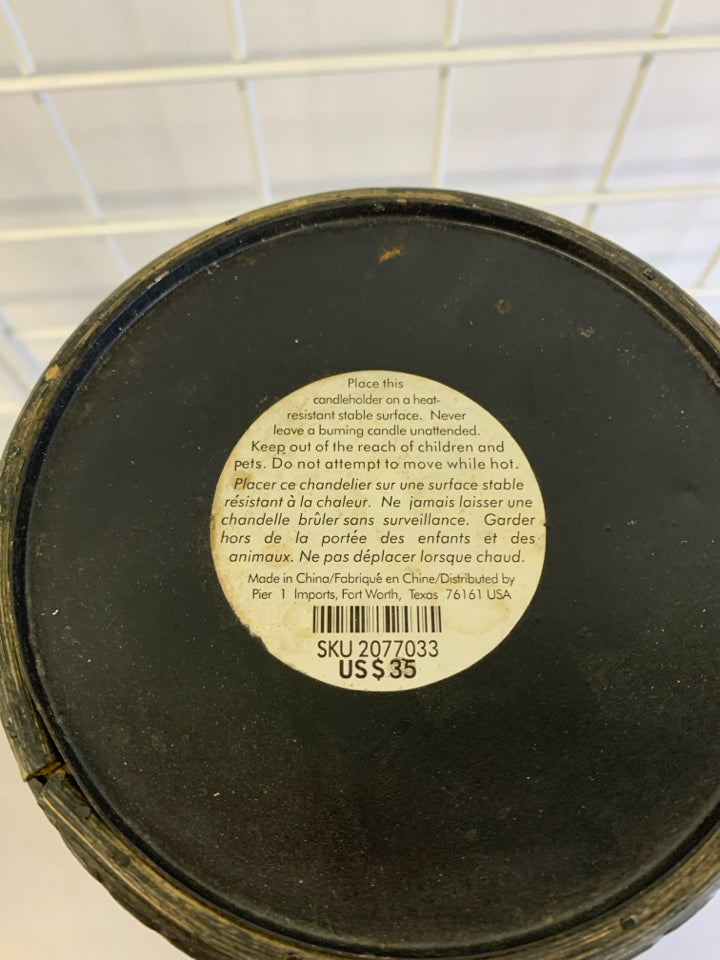 Place this
candleholder on a heat-
resistant stable surface. Never
leave a burning candle unattended.
Keep out of the reach of children and
pets. Do not attempt to move while hot.
Placer ce chandelier sur une surface stable
résistant à la chaleur. Ne jamais laisser une
chandelle brûler sans surveillance. Garder
hors de la portée des enfants et des
animaux. Ne pas déplacer lorsque chaud.
Made in China/Fabriqué en Chine/Distributed by
Pier 1 Imports, Fort Worth, Texas 76161 USA
SKU 2077033
US $ 35